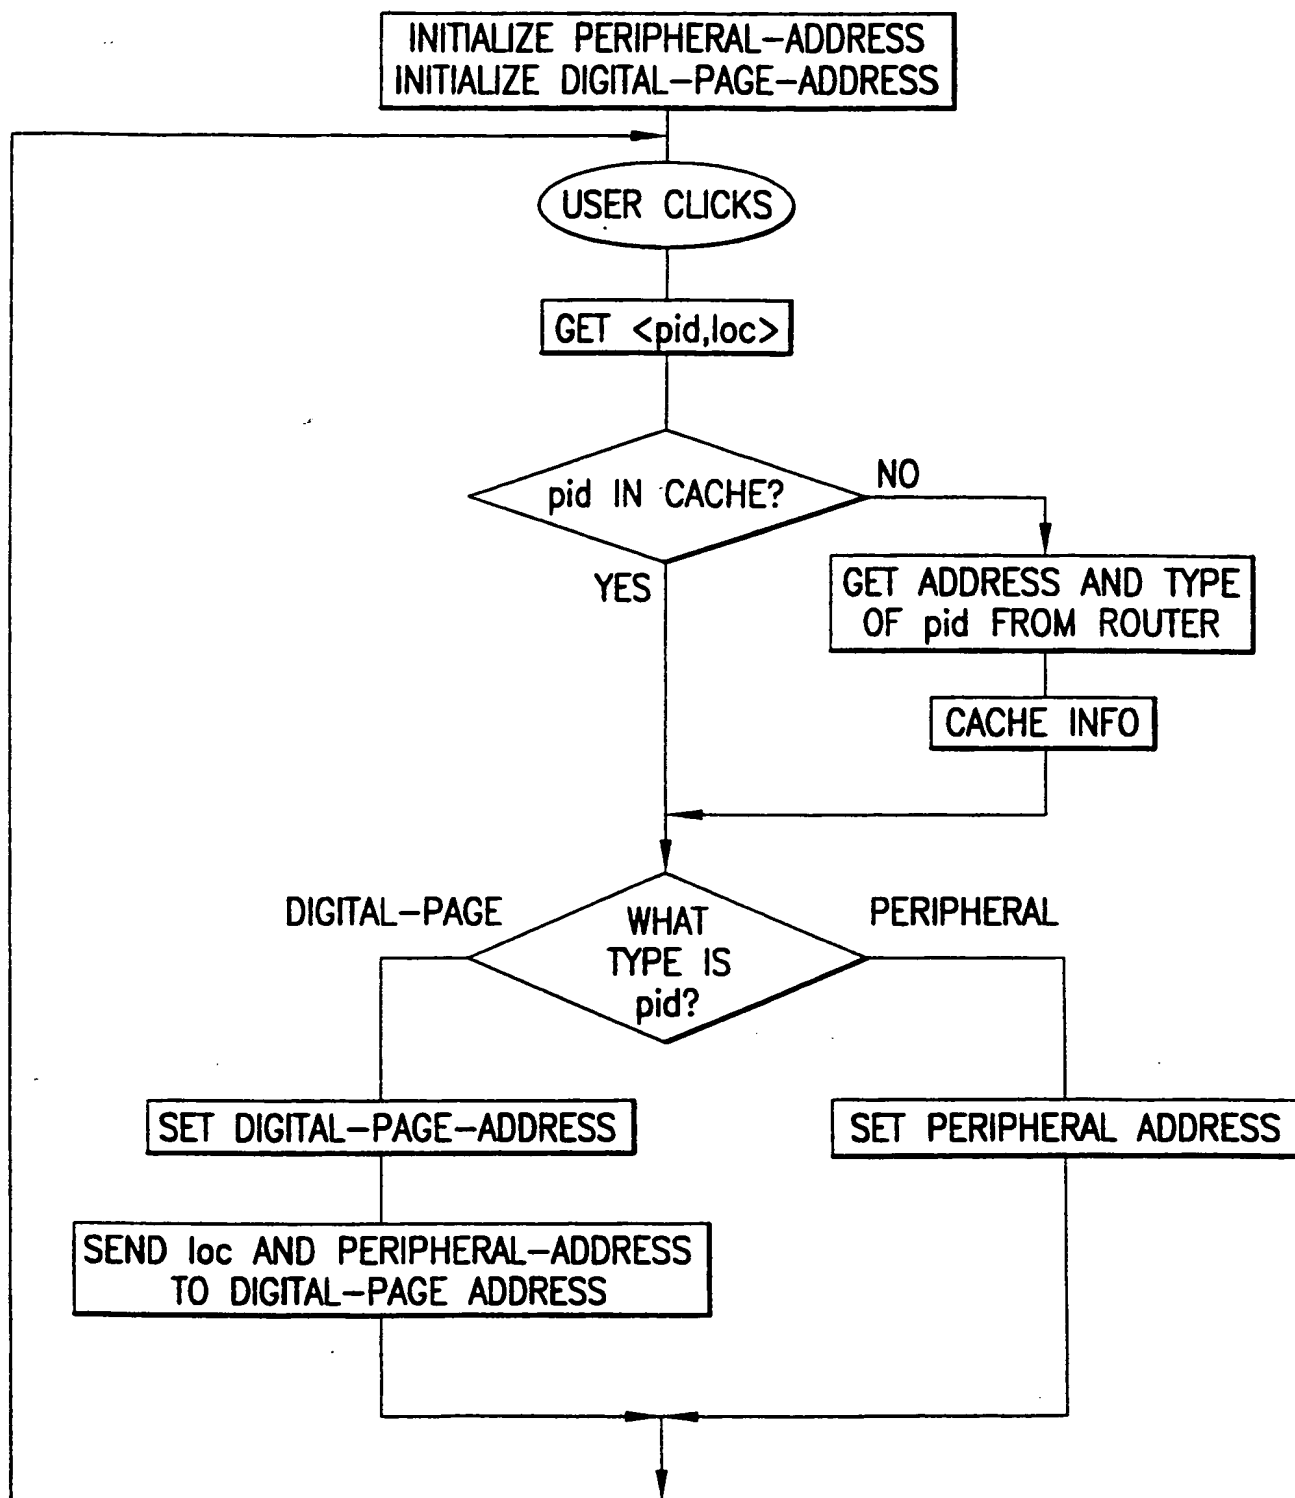 INITIALIZE PERIPHERAL-ADDRESS
INITIALIZE DIGITAL-PAGE-ADDRESS
USER CLICKS
GET <pid,loc>
pid IN CACHE?
NO
YES
GET ADDRESS AND TYPE
OF pid FROM ROUTER
CACHE INFO
DIGITAL-PAGE
WHAT
TYPE IS
pid?
PERIPHERAL
SET DIGITAL-PAGE-ADDRESS
SET PERIPHERAL ADDRESS
SEND loc AND PERIPHERAL-ADDRESS
TO DIGITAL-PAGE ADDRESS